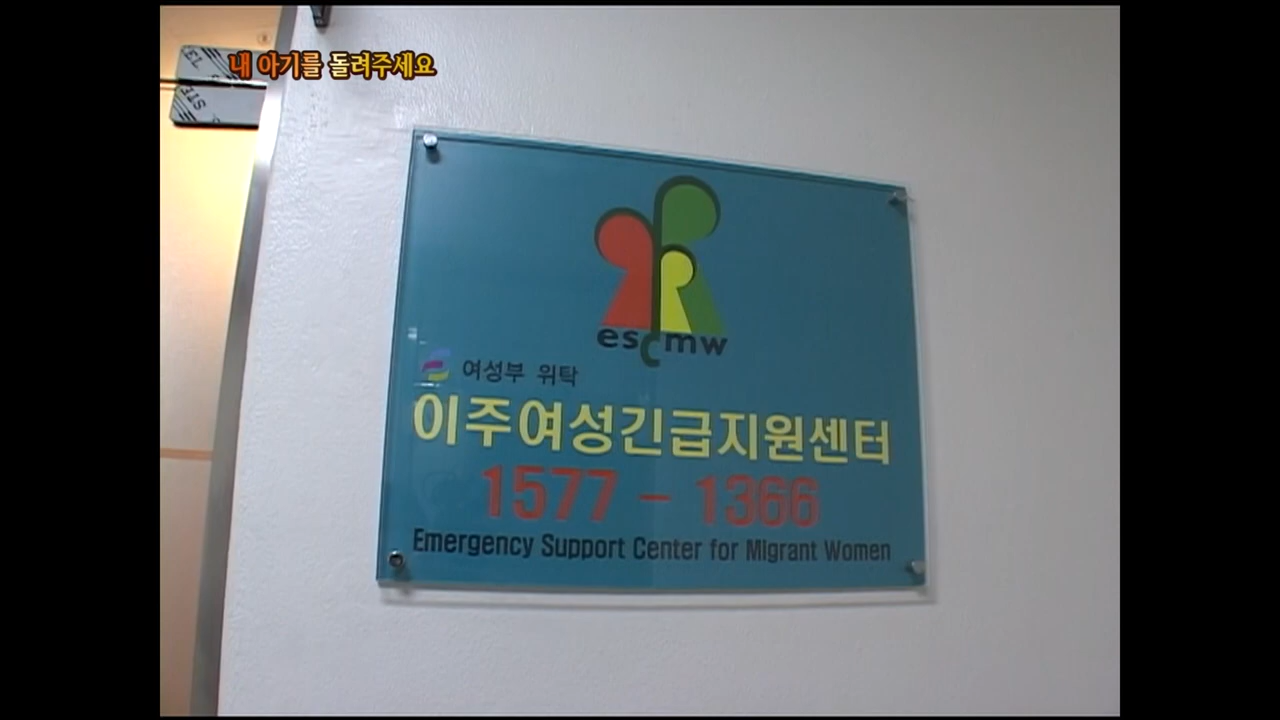 내 아기를 돌려주세요
escmw
여성부 위탁
이주여성긴급지원센터
1577 - 1366
Emergency Support Center for Migrant Women